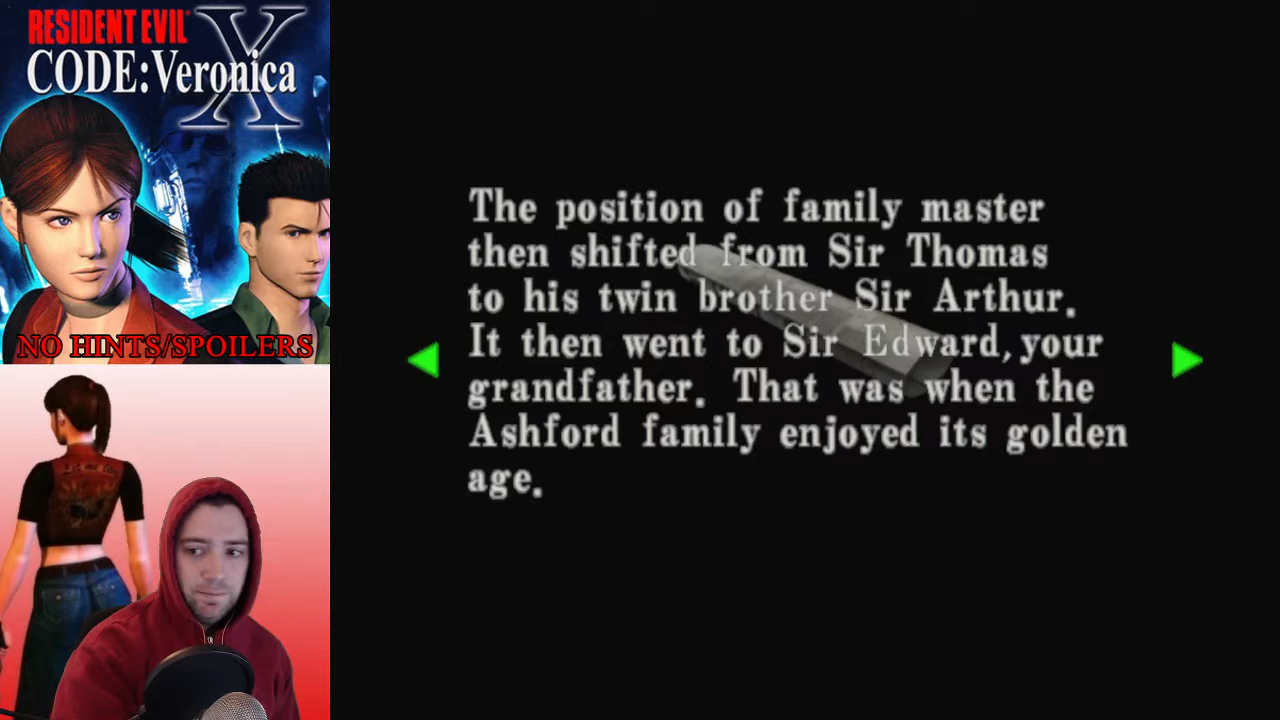 RESIDENT EVIL
CODE: Veronica
X
NO HINTS/SPOILERS
The position of family master
then shifted from Sir Thomas
to his twin brother Sir Arthur.
It then went to Sir Edward, your
grandfather. That was when the
Ashford family enjoyed its golden
age.